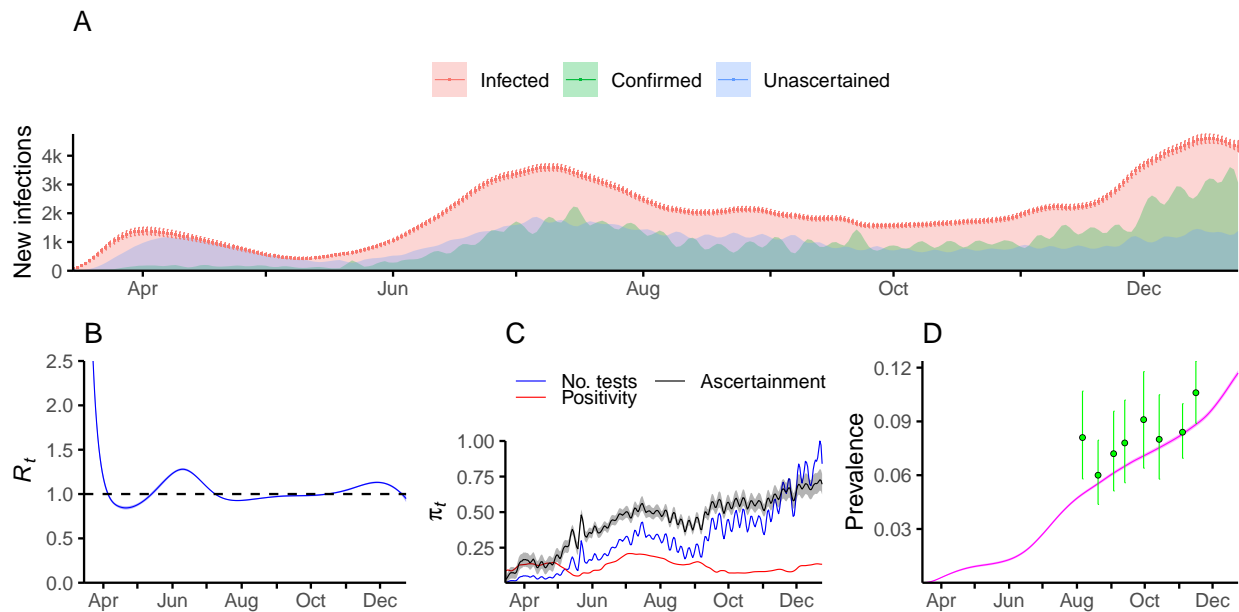 A
Infected Confirmed Unascertained
New infections
4k
3k
2k
1k
0
Apr Jun Aug Oct Dec
B
R_t
2.5
2.0
1.5
1.0
0.5
0.0
Apr Jun Aug Oct Dec
C
No. tests Ascertainment
Positivity
π_t
1.00
0.75
0.50
0.25
Apr Jun Aug Oct Dec
D
Prevalence
0.12
0.09
0.06
0.03
Apr Jun Aug Oct Dec